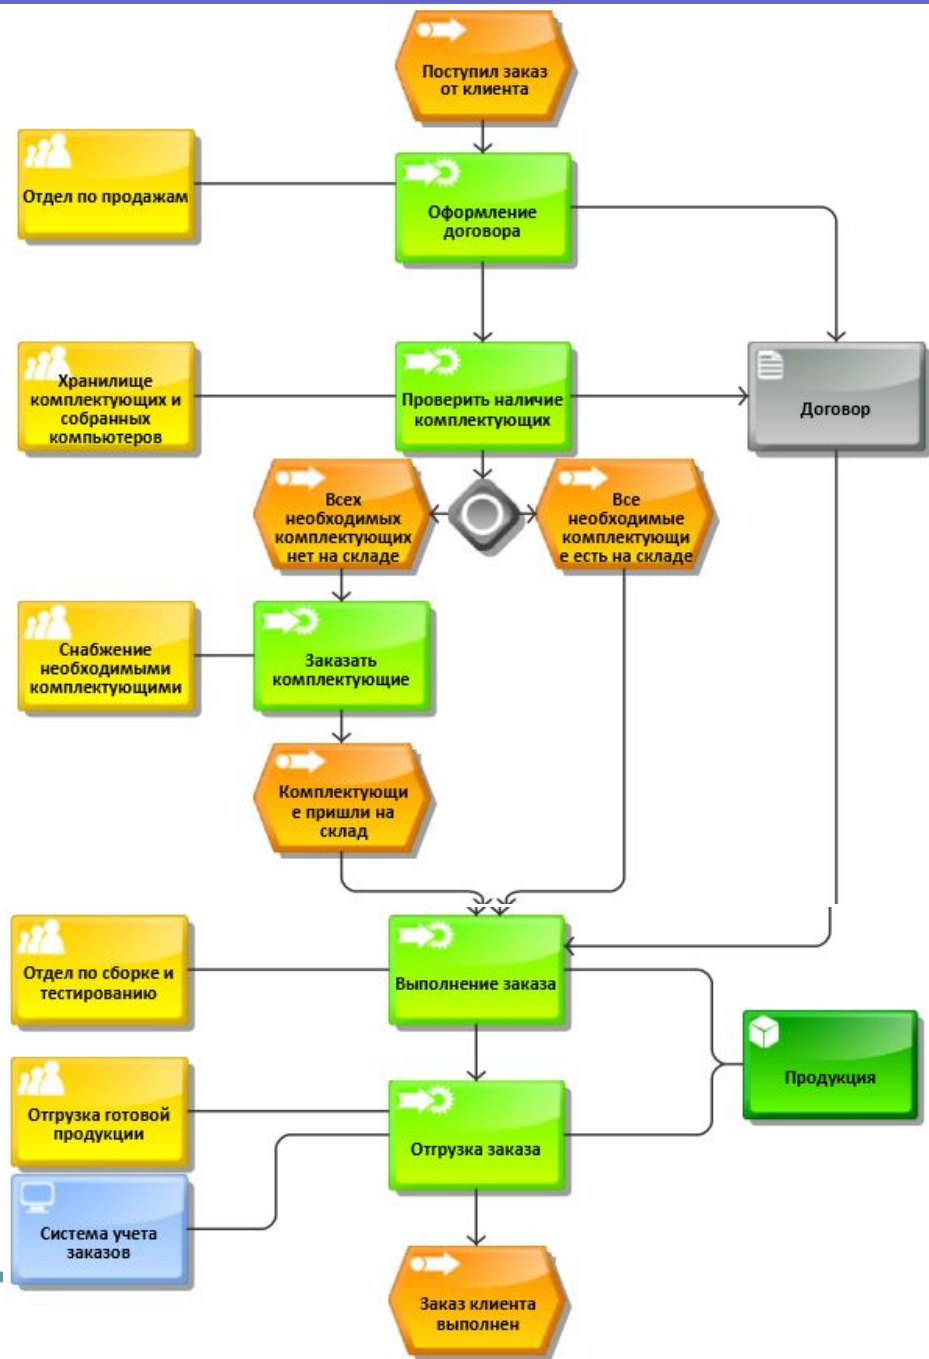 Поступил заказ
от клиента
Отдел по продажам
Оформление
договора
Хранилище
комплектующих и
собранных
компьютеров
Проверить наличие
комплектующих
Договор
Всех
необходимых
комплектующих
нет на складе
Все
необходимые
комплектующи
е есть на складе
Снабжение
необходимыми
комплектующими
Заказать
комплектующие
Комплектующи
е пришли на
склад
Отдел по сборке и
тестированию
Выполнение заказа
Продукция
Отгрузка готовой
продукции
Отгрузка заказа
Система учета
заказов
Заказ клиента
выполнен